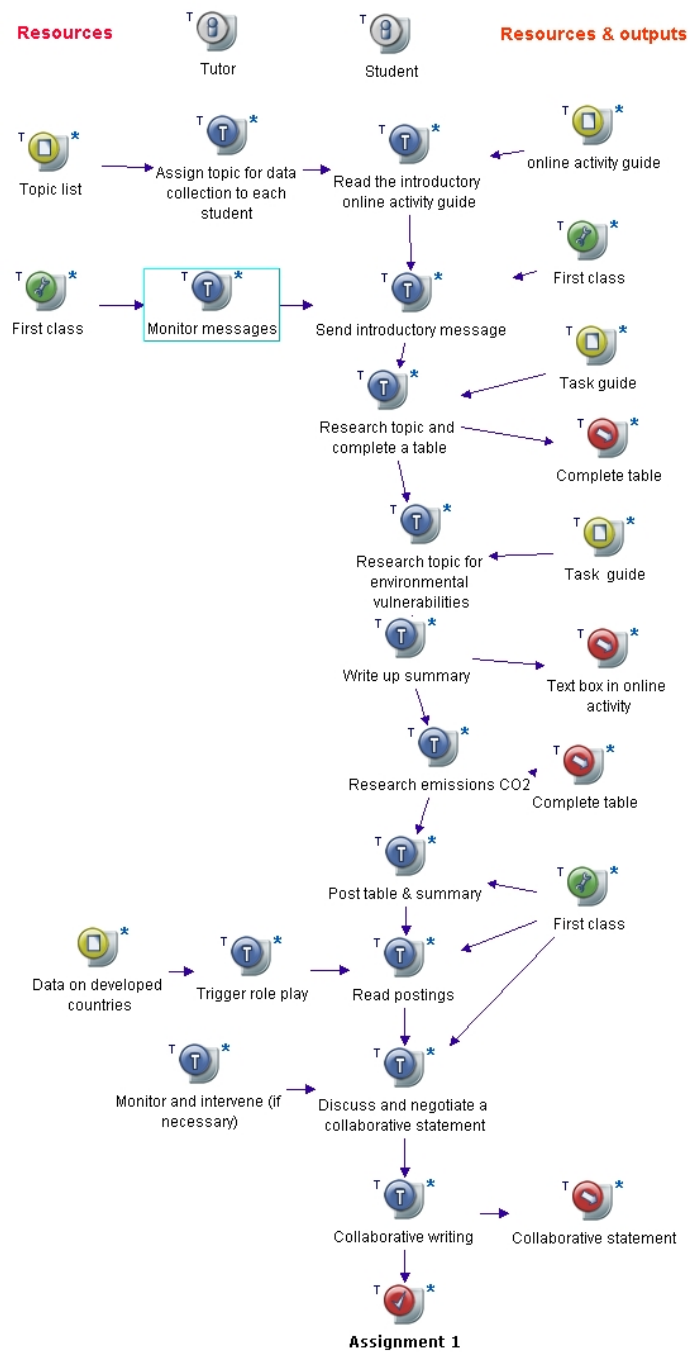 Resources
Tutor
Student
Resources & outputs
Topic list
Assign topic for data
collection to each
student
Read the introductory
online activity guide
online activity guide
First class
Monitor messages
Send introductory message
First class
Task guide
Research topic and
complete a table
Complete table
Research topic for
environmental
vulnerabilities
Task guide
Write up summary
Text box in online
activity
Research emissions CO2
Complete table
Post table & summary
First class
Data on developed
countries
Trigger role play
Read postings
Monitor and intervene (if
necessary)
Discuss and negotiate a
collaborative statement
Collaborative writing
Collaborative statement
Assignment 1